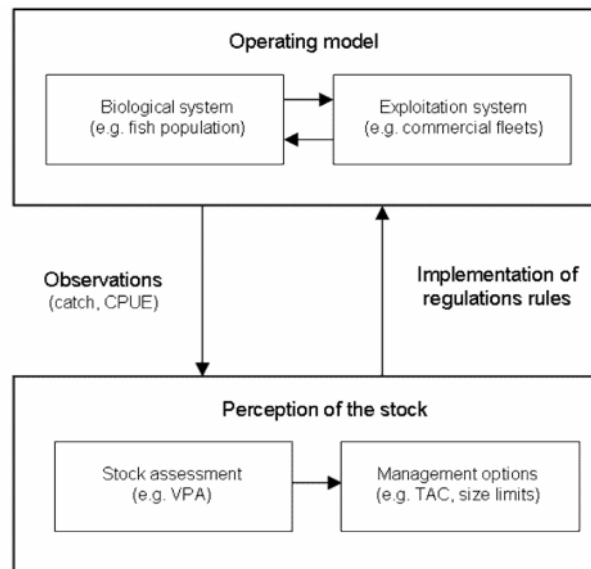 Operating model
Biological system
(e.g. fish population)
Exploitation system
(e.g. commercial fleets)
Observations
(catch, CPUE)
Implementation of
regulations rules
Perception of the stock
Stock assessment
(e.g. VPA)
Management options
(e.g. TAC, size limits)